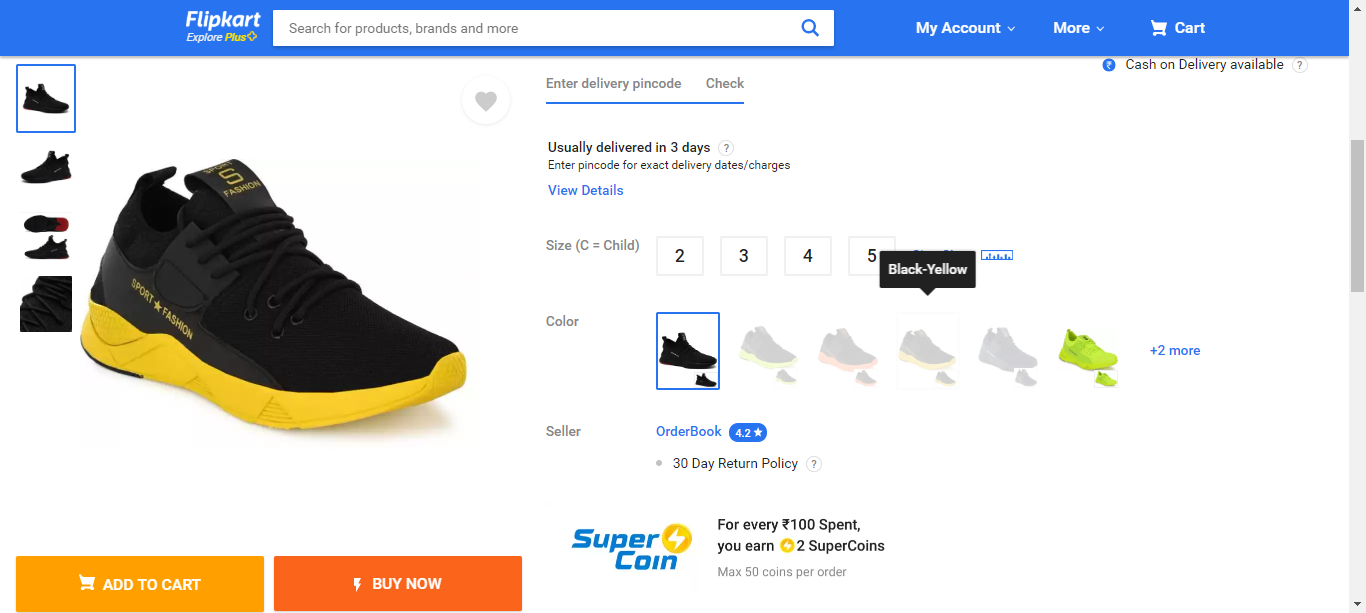 Flipkart
Explore Plus
Search for products, brands and more
My Account
More
Cart
Cash on Delivery available ?
Enter delivery pincode Check
Usually delivered in 3 days ?
Enter pincode for exact delivery dates/charges
View Details
Size (C = Child) 2 3 4 5
Black-Yellow
Color
+2 more
Seller OrderBook 4.2★
30 Day Return Policy ?
Super Coin
For every ₹100 Spent,
you earn 2 SuperCoins
Max 50 coins per order
SPORT
S
FASHION
SPORT ★ FASHION
ADD TO CART
BUY NOW